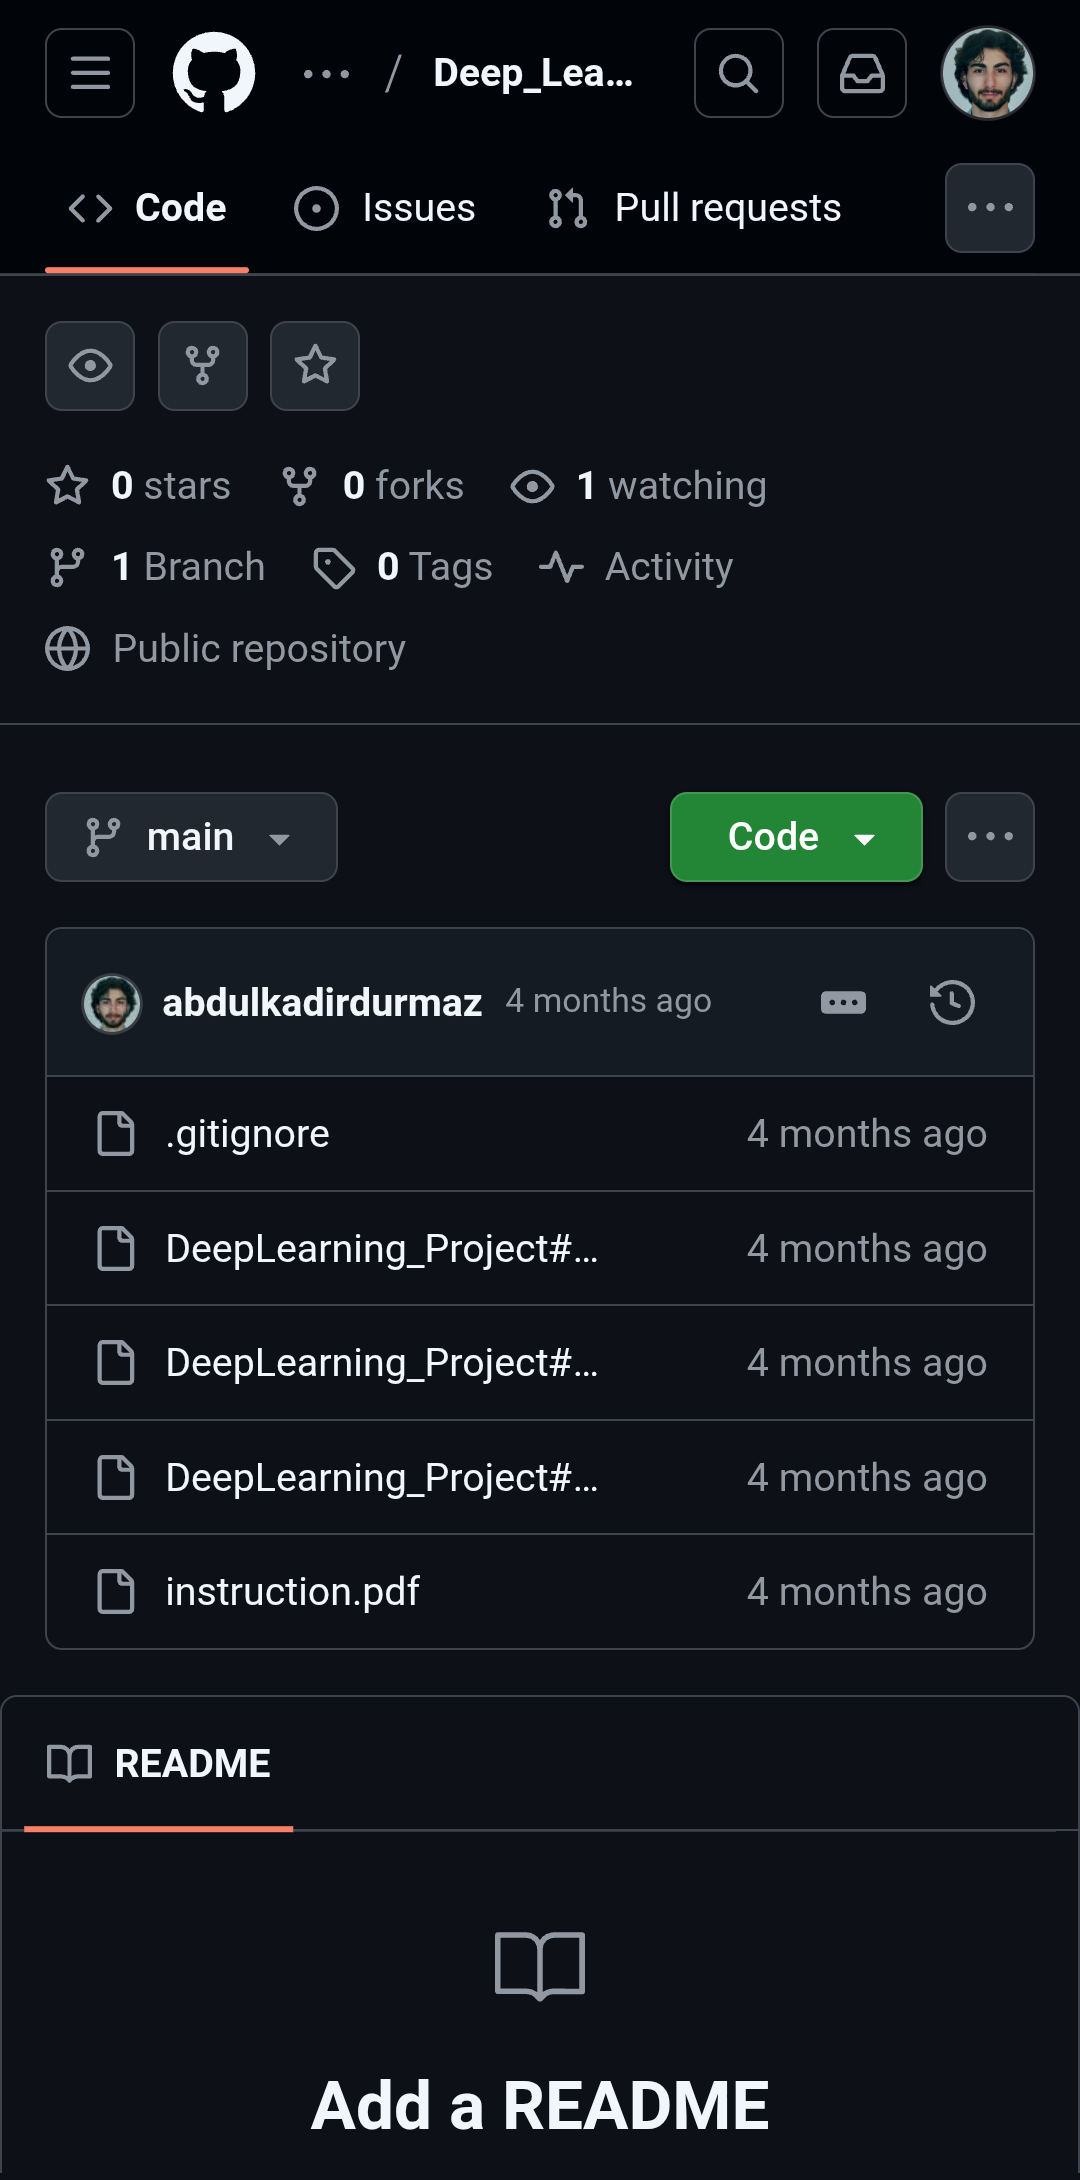 / Deep_Lea...
Code Issues Pull requests
0 stars 0 forks 1 watching
1 Branch 0 Tags Activity
Public repository
main Code
abdulkadirdurmaz 4 months ago
.gitignore 4 months ago
DeepLearning_Project#... 4 months ago
DeepLearning_Project#... 4 months ago
DeepLearning_Project#... 4 months ago
instruction.pdf 4 months ago
README
Add a README